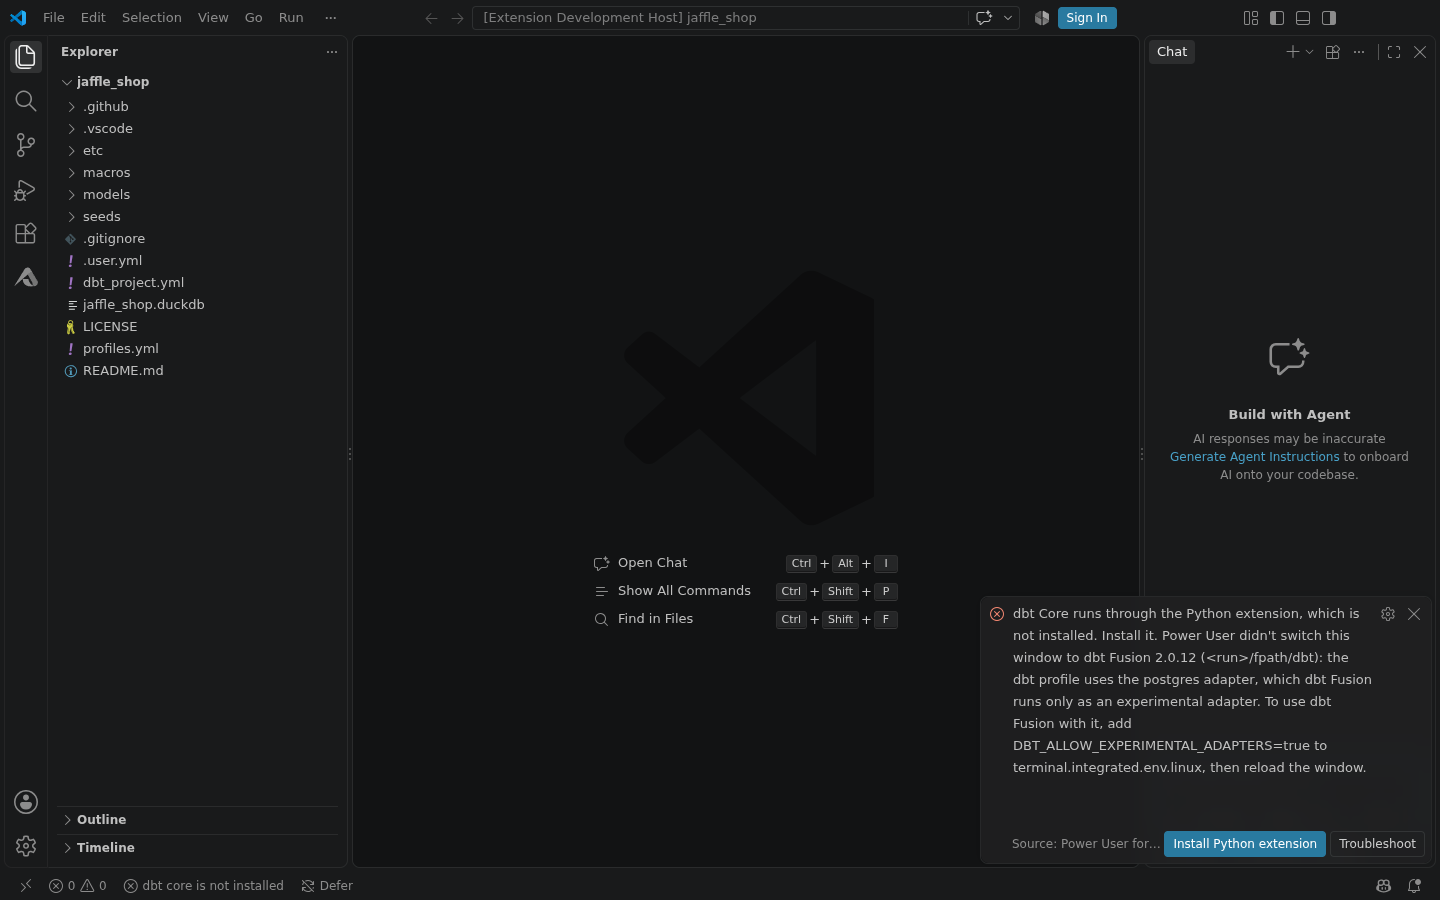 File Edit Selection View Go Run ···
[Extension Development Host] jaffle_shop
Sign In
Explorer
Chat
jaffle_shop
.github
.vscode
etc
macros
models
seeds
.gitignore
.user.yml
dbt_project.yml
jaffle_shop.duckdb
LICENSE
profiles.yml
README.md
Outline
Timeline
Open Chat Ctrl + Alt + I
Show All Commands Ctrl + Shift + P
Find in Files Ctrl + Shift + F
Build with Agent
AI responses may be inaccurate
Generate Agent Instructions to onboard
AI onto your codebase.
dbt Core runs through the Python extension, which is
not installed. Install it. Power User didn't switch this
window to dbt Fusion 2.0.12 (<run>/fpath/dbt): the
dbt profile uses the postgres adapter, which dbt Fusion
runs only as an experimental adapter. To use dbt
Fusion with it, add
DBT_ALLOW_EXPERIMENTAL_ADAPTERS=true to
terminal.integrated.env.linux, then reload the window.
Source: Power User for...
Install Python extension
Troubleshoot
0 0 dbt core is not installed Defer